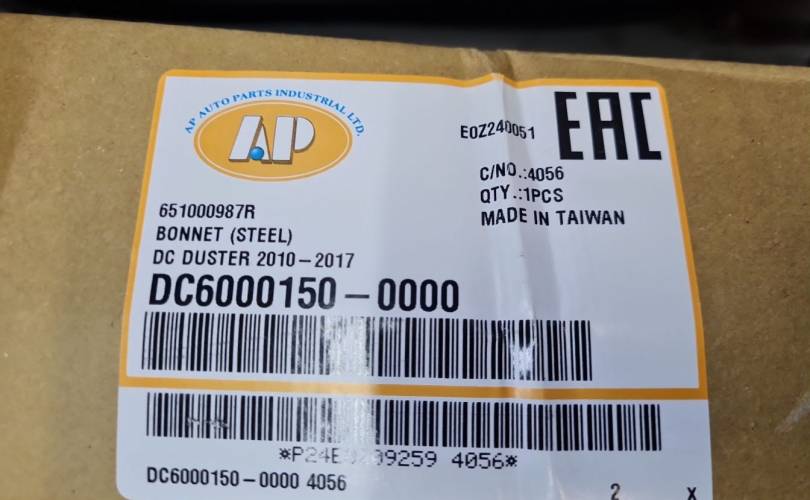 AP AUTO PARTS INDUSTRIAL LTD.
AP
E0Z240051
EAC
C/NO.:4056
QTY.:1PCS
MADE IN TAIWAN
651000987R
BONNET (STEEL)
DC DUSTER 2010-2017
DC6000150-0000
4056*
DC6000150-0000 4056
2 X